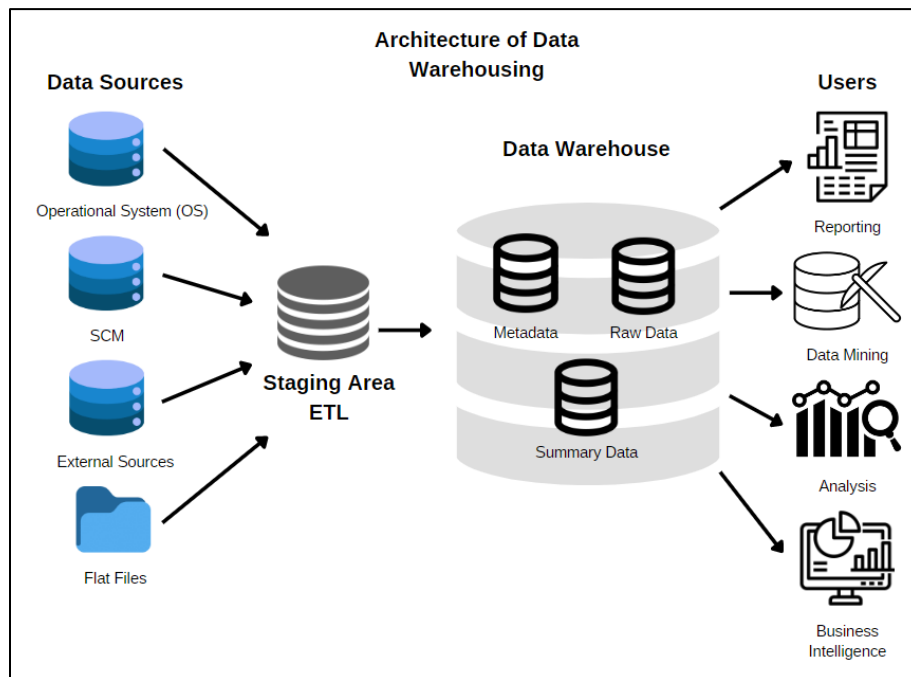 Architecture of Data
Warehousing
Data Sources
Operational System (OS)
SCM
External Sources
Flat Files
Staging Area
ETL
Data Warehouse
Metadata
Raw Data
Summary Data
Users
Reporting
Data Mining
Analysis
Business
Intelligence